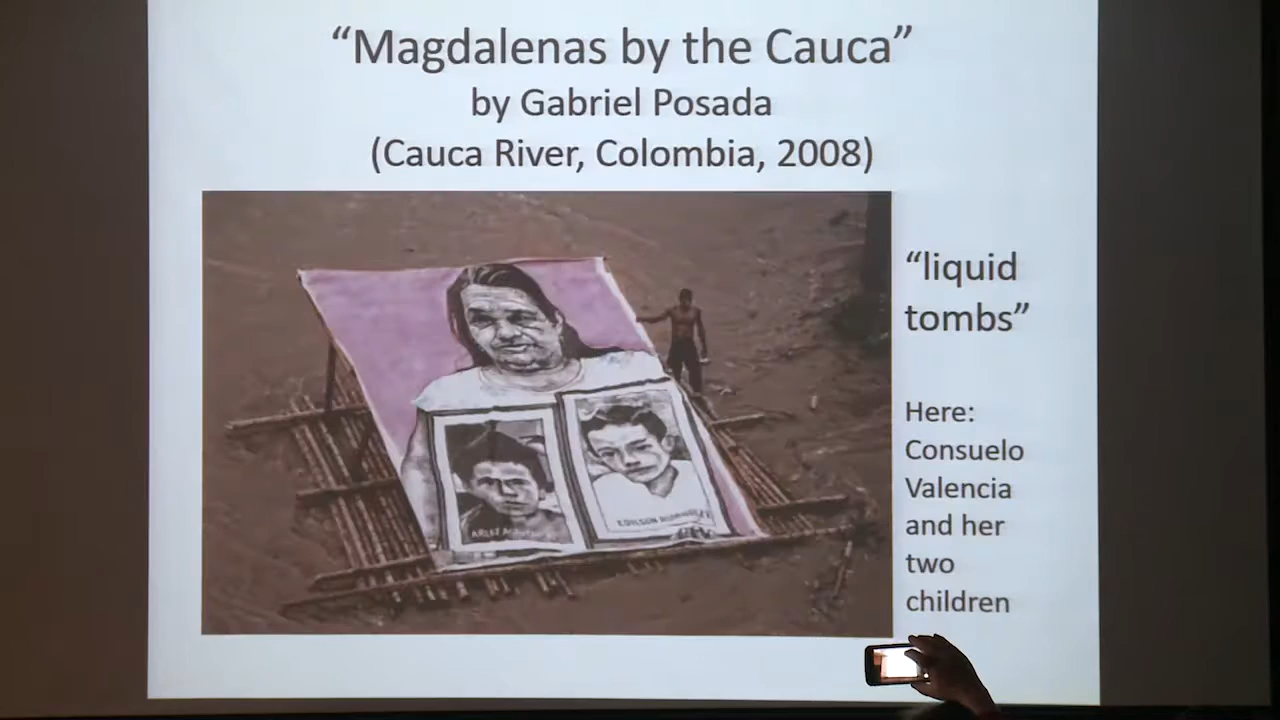 “Magdalenas by the Cauca”
by Gabriel Posada
(Cauca River, Colombia, 2008)
“liquid
tombs”
Here:
Consuelo
Valencia
and her
two
children